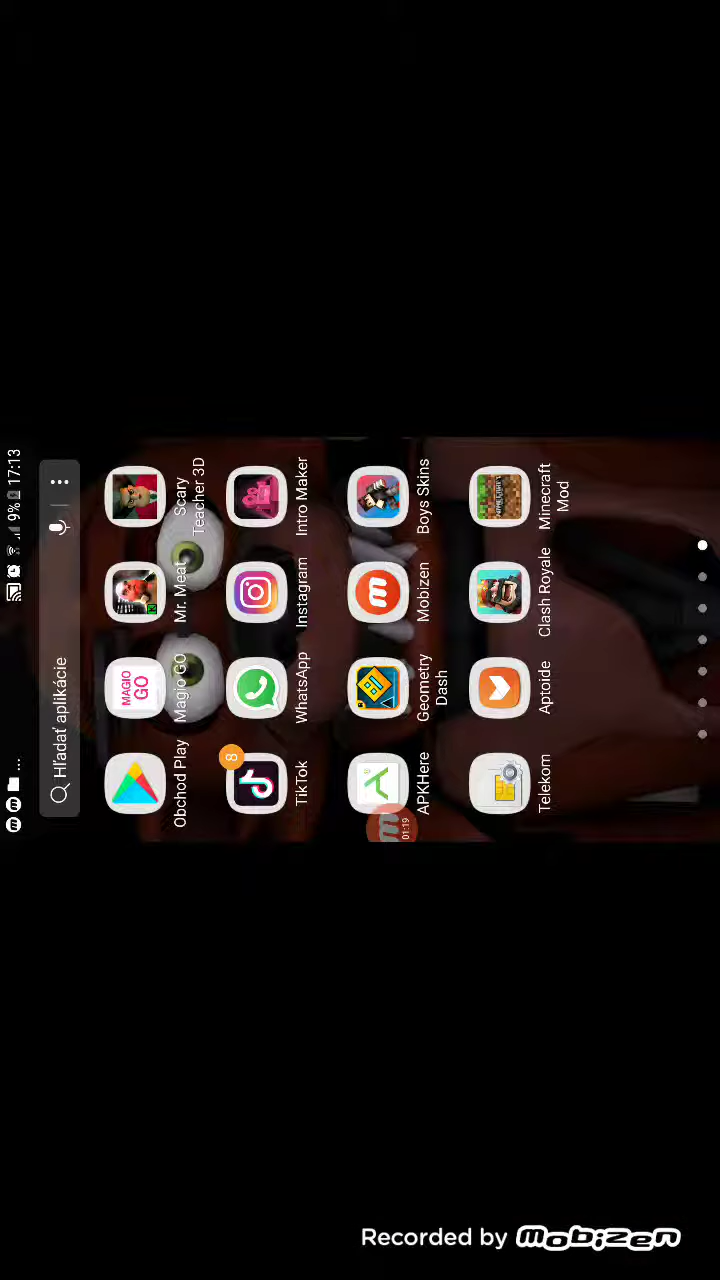 ... 9% 17:13
Hľadať aplikácie
Obchod Play
MAGIO
GO
Magio GO
Mr. Meat
Scary
Teacher 3D
8
TikTok
WhatsApp
Instagram
Intro Maker
APKHere
Geometry
Dash
Mobizen
Boys Skins
01:19
Telekom
Aptoide
Clash Royale
Minecraft
Mod
Recorded by mobizen